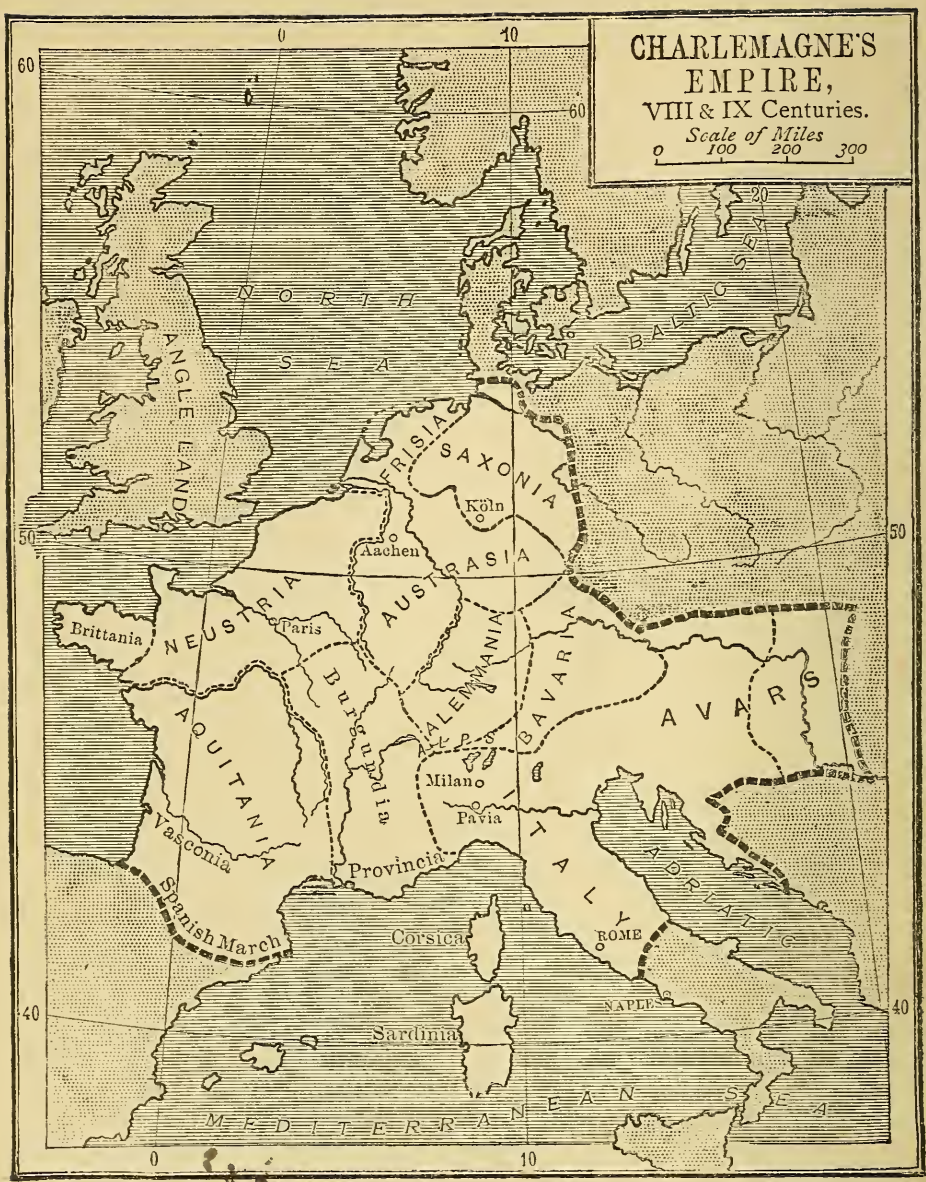 CHARLEMAGNE'S
EMPIRE,
VIII & IX Centuries.
Scale of Miles
0 100 200 300
0 10
60
60
20
NORTH
SEA
BALTIC SEA
ANGLE LAND
FRISIA
SAXONIA
Köln
50
50
Aachen
AUSTRASIA
NEUSTRIA
Brittania
Paris
ALEMMANIA
BAVARIA
Burgundia
AVARS
AQUITANIA
ALPS
Milano
Pavia
ITALY
Vasconia
Provincia
ADRIATIC
Spanish March
Corsica
ROME
NAPLES
40
40
Sardinia
MEDITERRANEAN SEA
0 10